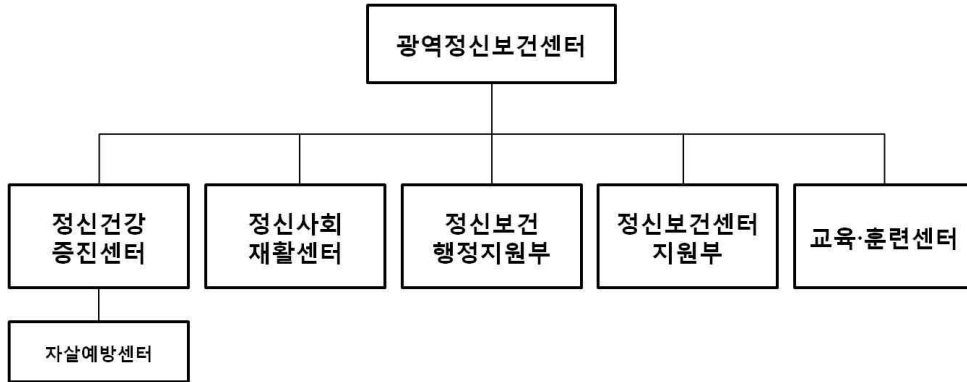 광역정신보건센터
정신건강
증진센터
정신사회
재활센터
정신보건
행정지원부
정신보건센터
지원부
교육·훈련센터
자살예방센터